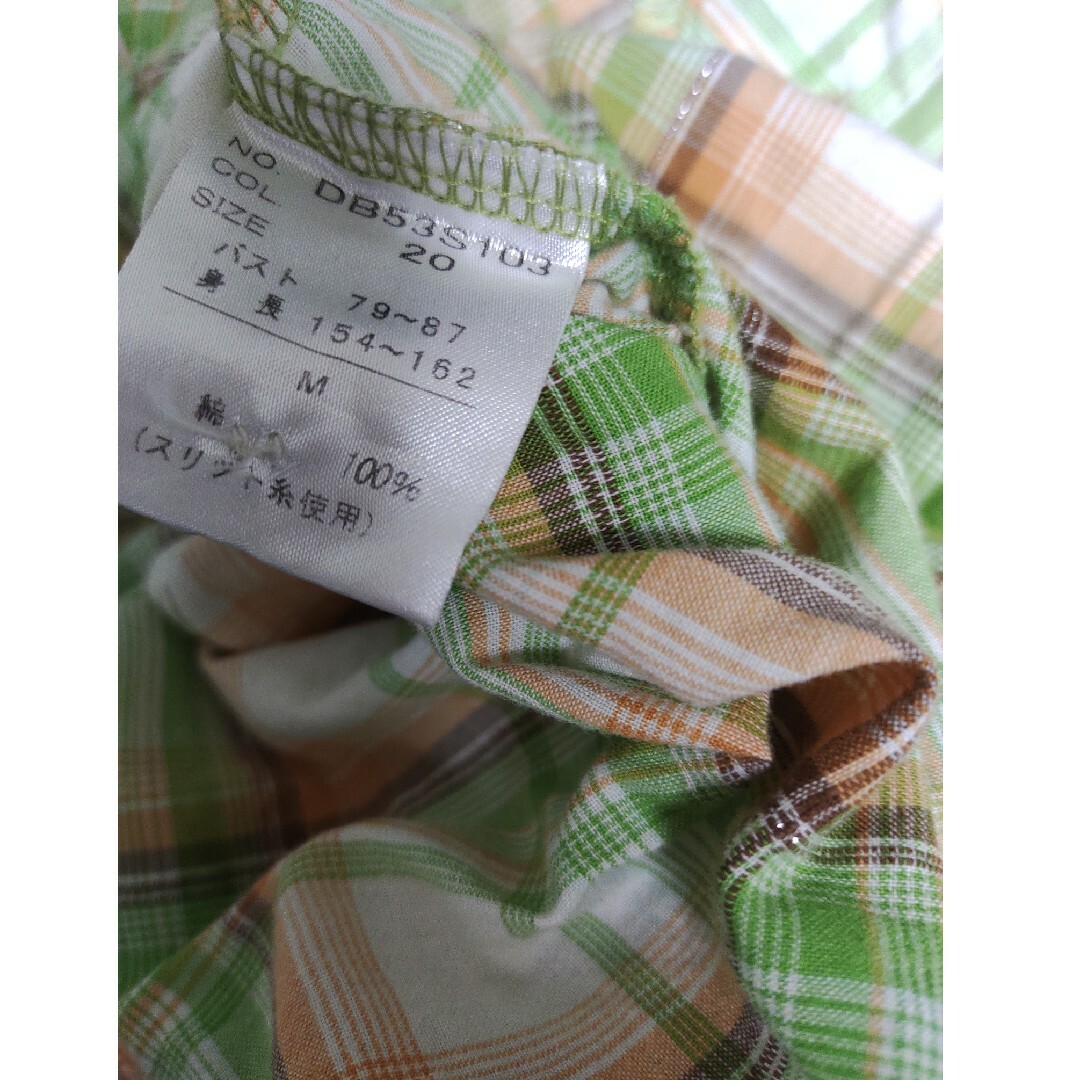 NO. DB53S103
COL 20
SIZE
バスト 79~87
身長 154~162
M
綿 100%
(スリット糸使用)